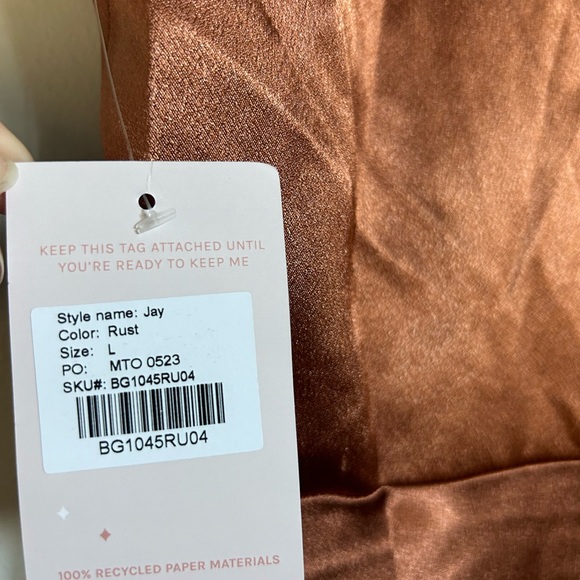 KEEP THIS TAG ATTACHED UNTIL
YOU'RE READY TO KEEP ME
Style name: Jay
Color: Rust
Size: L
PO: MTO 0523
SKU#: BG1045RU04
BG1045RU04
100% RECYCLED PAPER MATERIALS